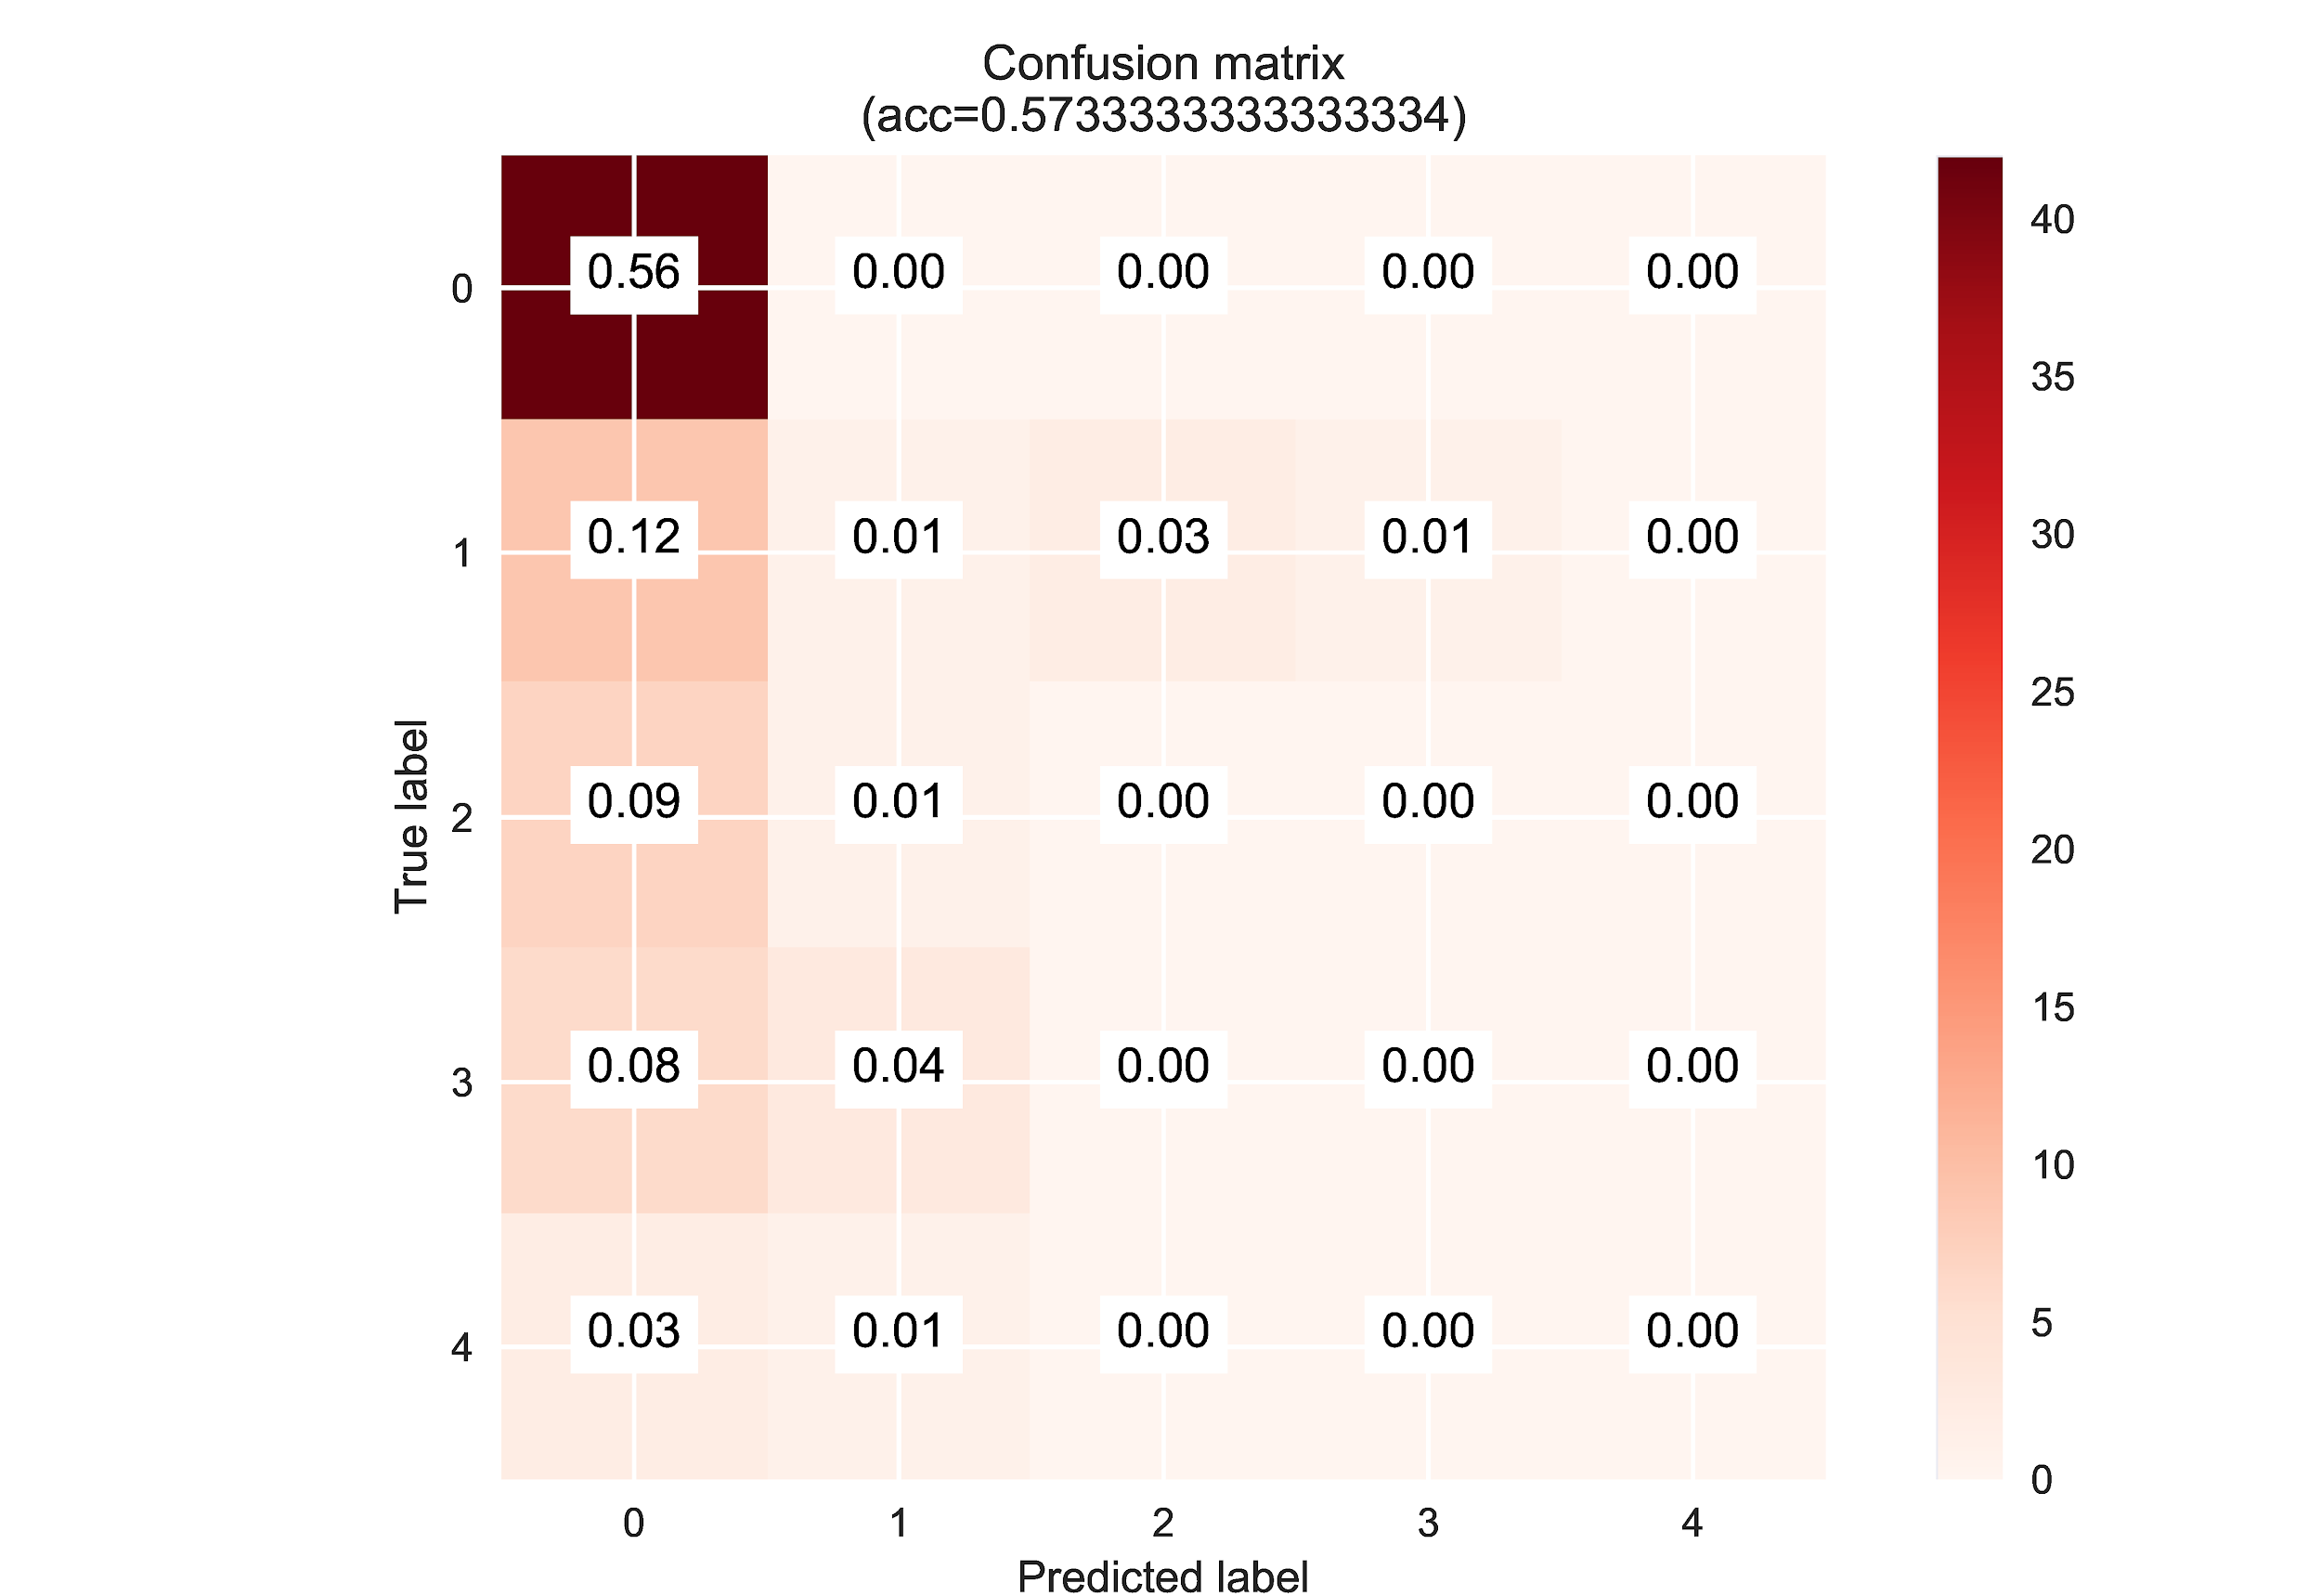 Confusion matrix
(acc=0.5733333333333334)
0 0.56 0.00 0.00 0.00 0.00
1 0.12 0.01 0.03 0.01 0.00
2 0.09 0.01 0.00 0.00 0.00
3 0.08 0.04 0.00 0.00 0.00
4 0.03 0.01 0.00 0.00 0.00
0 1 2 3 4
True label
Predicted label
40
35
30
25
20
15
10
5
0